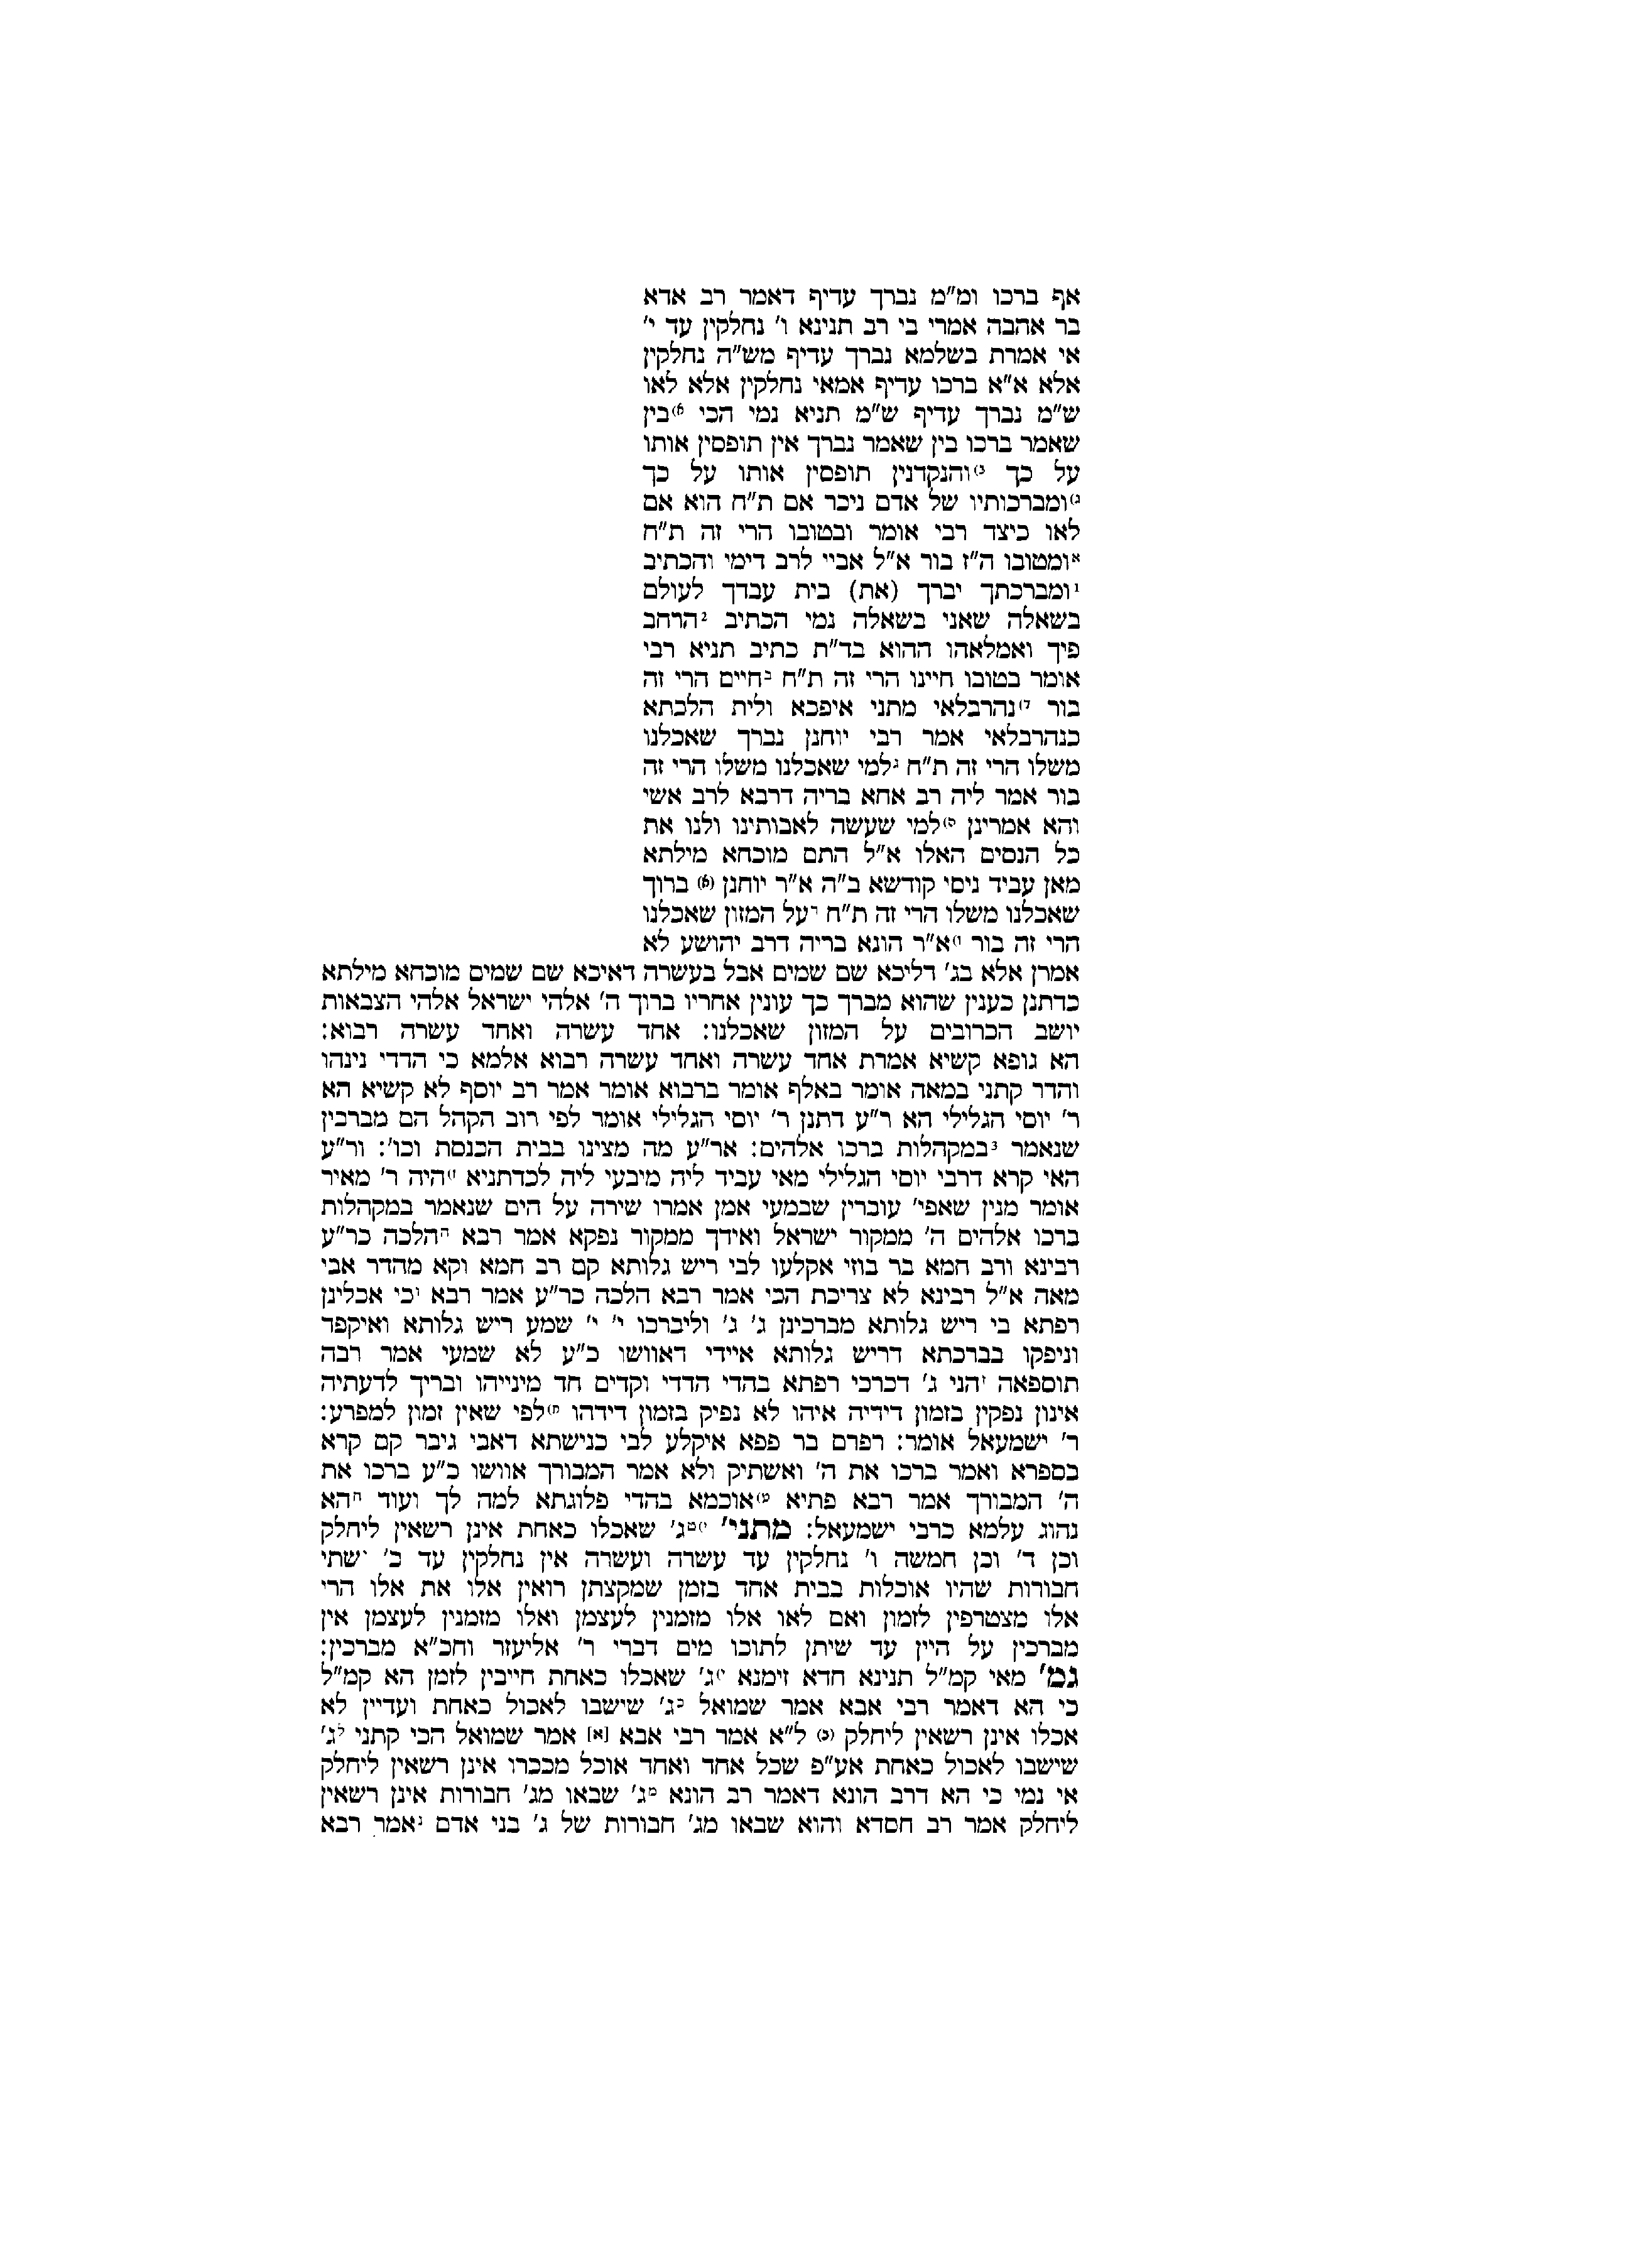 אף ברכו ומ"מ נברך עדיף דאמר רב אדא
בר אהבה אמרי בי רב תנינא ו' נחלקין עד י'
אי אמרת בשלמא נברך עדיף מש"ה נחלקין
אלא א"א ברכו עדיף אמאי נחלקין אלא לאו
ש"מ נברך עדיף ש"מ תניא נמי הכי א)בין
שאמר ברכו בין שאמר נברך אין תופסין אותו
על כך ב)והנקדנין תופסין אותו על כך
ג)ומברכותיו של אדם ניכר אם ת"ח הוא אם
לאו כיצד רבי אומר ובטובו הרי זה ת"ח
אומטובו ה"ז בור א"ל אביי לרב דימי והכתיב
1ומברכתך יברך (את) בית עבדך לעולם
בשאלה שאני בשאלה נמי הכתיב 2הרחב
פיך ואמלאהו ההוא בד"ת כתיב תניא רבי
אומר בטובו חיינו הרי זה ת"ח בחיים הרי זה
בור ד)נהרבלאי מתני איפכא ולית הלכתא
כנהרבלאי אמר רבי יוחנן נברך שאכלנו
משלו הרי זה ת"ח גלמי שאכלנו משלו הרי זה
בור אמר ליה רב אחא בריה דרבא לרב אשי
והא אמרינן ה)למי שעשה לאבותינו ולנו את
כל הנסים האלו א"ל התם מוכחא מילתא
מאן עביד ניסי קודשא ב"ה א"ר יוחנן (א) ברוך
שאכלנו משלו הרי זה ת"ח דעל המזון שאכלנו
הרי זה בור ו)א"ר הונא בריה דרב יהושע לא
אמרן אלא בג' דליכא שם שמים אבל בעשרה דאיכא שם שמים מוכחא מילתא
כדתנן כענין שהוא מברך כך עונין אחריו ברוך ה' אלהי ישראל אלהי הצבאות
יושב הכרובים על המזון שאכלנו: אחד עשרה ואחד עשרה רבוא:
הא גופא קשיא אמרת אחד עשרה ואחד עשרה רבוא אלמא כי הדדי נינהו
והדר קתני במאה אומר באלף אומר ברבוא אומר אמר רב יוסף לא קשיא הא
ר' יוסי הגלילי הא ר"ע דתנן ר' יוסי הגלילי אומר לפי רוב הקהל הם מברכין
שנאמר 3במקהלות ברכו אלהים: אר"ע מה מצינו בבית הכנסת וכו': ור"ע
האי קרא דרבי יוסי הגלילי מאי עביד ליה מיבעי ליה לכדתניא ז)היה ר' מאיר
אומר מנין שאפי' עוברין שבמעי אמן אמרו שירה על הים שנאמר במקהלות
ברכו אלהים ה' ממקור ישראל ואידך ממקור נפקא אמר רבא ההלכה כר"ע
רבינא ורב חמא בר בוזי אקלעו לבי ריש גלותא קם רב חמא וקא מהדר אבי
מאה א"ל רבינא לא צריכת הכי אמר רבא הלכה כר"ע אמר רבא וכי אכלינן
רפתא בי ריש גלותא מברכינן ג' ג' וליברכו י' י' שמע ריש גלותא ואיקפד
וניפקו בברכתא דריש גלותא איידי דאוושו כ"ע לא שמעי אמר רבה
תוספאה זהני ג' דכרכי רפתא בהדי הדדי וקדים חד מינייהו ובריך לדעתיה
אינון נפקין בזמון דידיה איהו לא נפיק בזמון דידהו ח)לפי שאין זמון למפרע:
ר' ישמעאל אומר: רפרם בר פפא איקלע לבי כנישתא דאבי גיבר קם קרא
בספרא ואמר ברכו את ה' ואשתיק ולא אמר המבורך אוושו כ"ע ברכו את
ה' המבורך אמר רבא פתיא ט)אוכמא בהדי פלוגתא למה לך ועוד חהא
נהוג עלמא כרבי ישמעאל: מתני' י)טג' שאכלו כאחת אינן רשאין ליחלק
וכן ד' וכן חמשה ו' נחלקין עד עשרה ועשרה אין נחלקין עד כ' ישתי
חבורות שהיו אוכלות בבית אחד בזמן שמקצתן רואין אלו את אלו הרי
אלו מצטרפין לזמון ואם לאו אלו מזמנין לעצמן ואלו מזמנין לעצמן אין
מברכין על היין עד שיתן לתוכו מים דברי ר' אליעזר וחכ"א מברכין:
גמ' מאי קמ"ל תנינא חדא זימנא י)ג' שאכלו כאחת חייבין לזמן הא קמ"ל
כי הא דאמר רבי אבא אמר שמואל כג' שישבו לאכול כאחת ועדיין לא
אכלו אינן רשאין ליחלק (ב) ל"א אמר רבי אבא [א] אמר שמואל הכי קתני לג'
שישבו לאכול כאחת אע"פ שכל אחד ואחד אוכל מככרו אינן רשאין ליחלק
אי נמי כי הא דרב הונא דאמר רב הונא מג' שבאו מג' חבורות אינן רשאין
ליחלק אמר רב חסדא והוא שבאו מג' חבורות של ג' בני אדם נאמר רבא